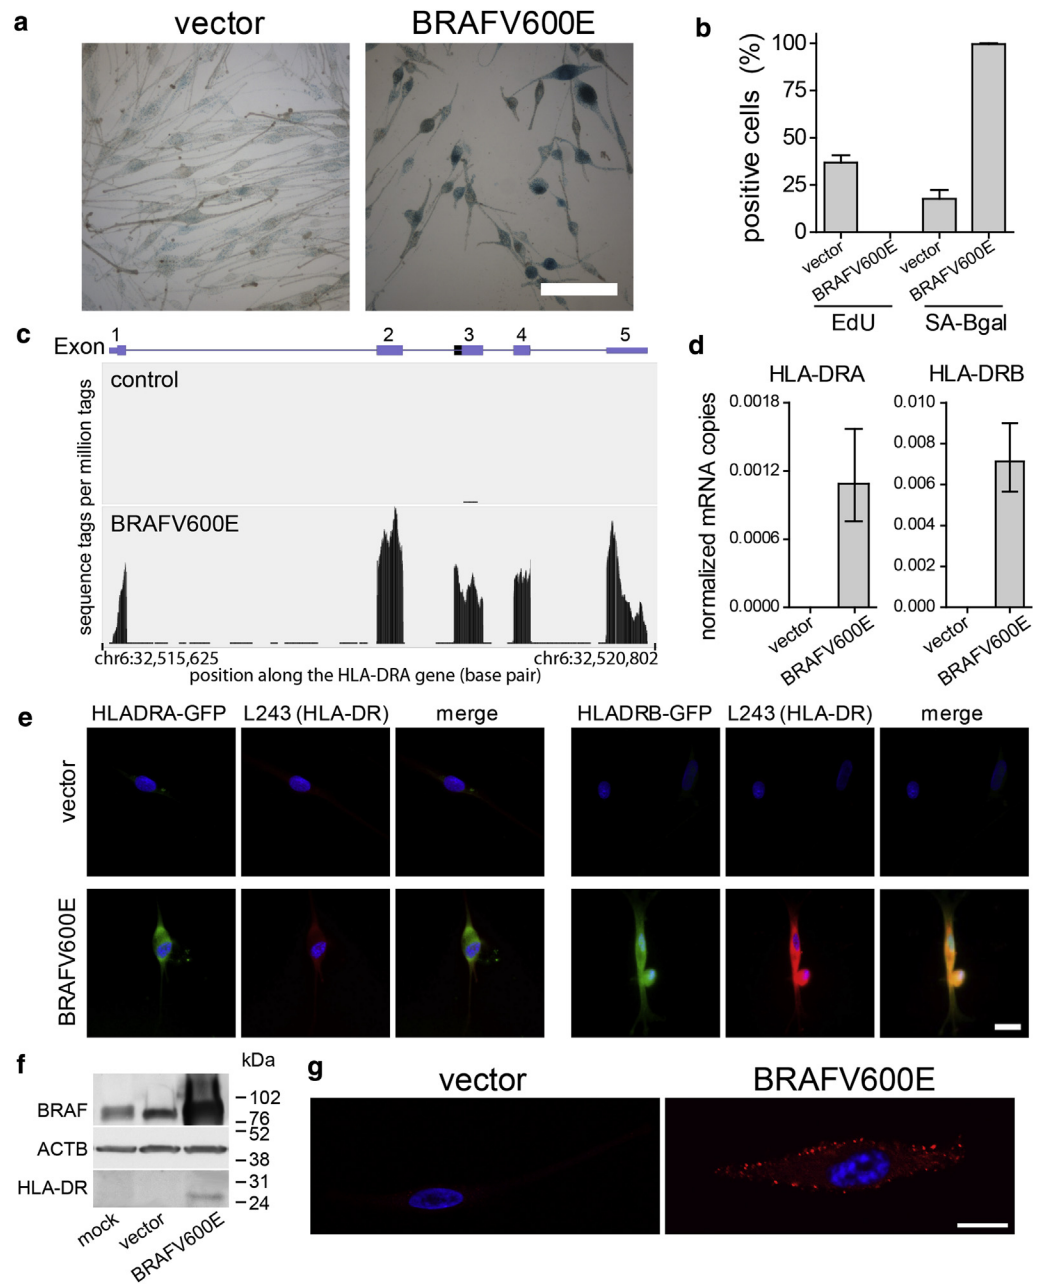 a
vector
BRAFV600E
b
positive cells (%)
100
75
50
25
0
vector
BRAFV600E
vector
BRAFV600E
EdU
SA-Bgal
c
Exon
1
2
3
4
5
sequence tags per million tags
control
BRAFV600E
chr6:32,515,625
chr6:32,520,802
position along the HLA-DRA gene (base pair)
d
normalized mRNA copies
HLA-DRA
0.0018
0.0012
0.0006
0.0000
vector
BRAFV600E
HLA-DRB
0.010
0.008
0.006
0.004
0.002
0.000
vector
BRAFV600E
e
HLADRA-GFP
L243 (HLA-DR)
merge
HLADRB-GFP
L243 (HLA-DR)
merge
vector
BRAFV600E
f
kDa
BRAF
102
76
52
ACTB
38
HLA-DR
31
24
mock
vector
BRAFV600E
g
vector
BRAFV600E